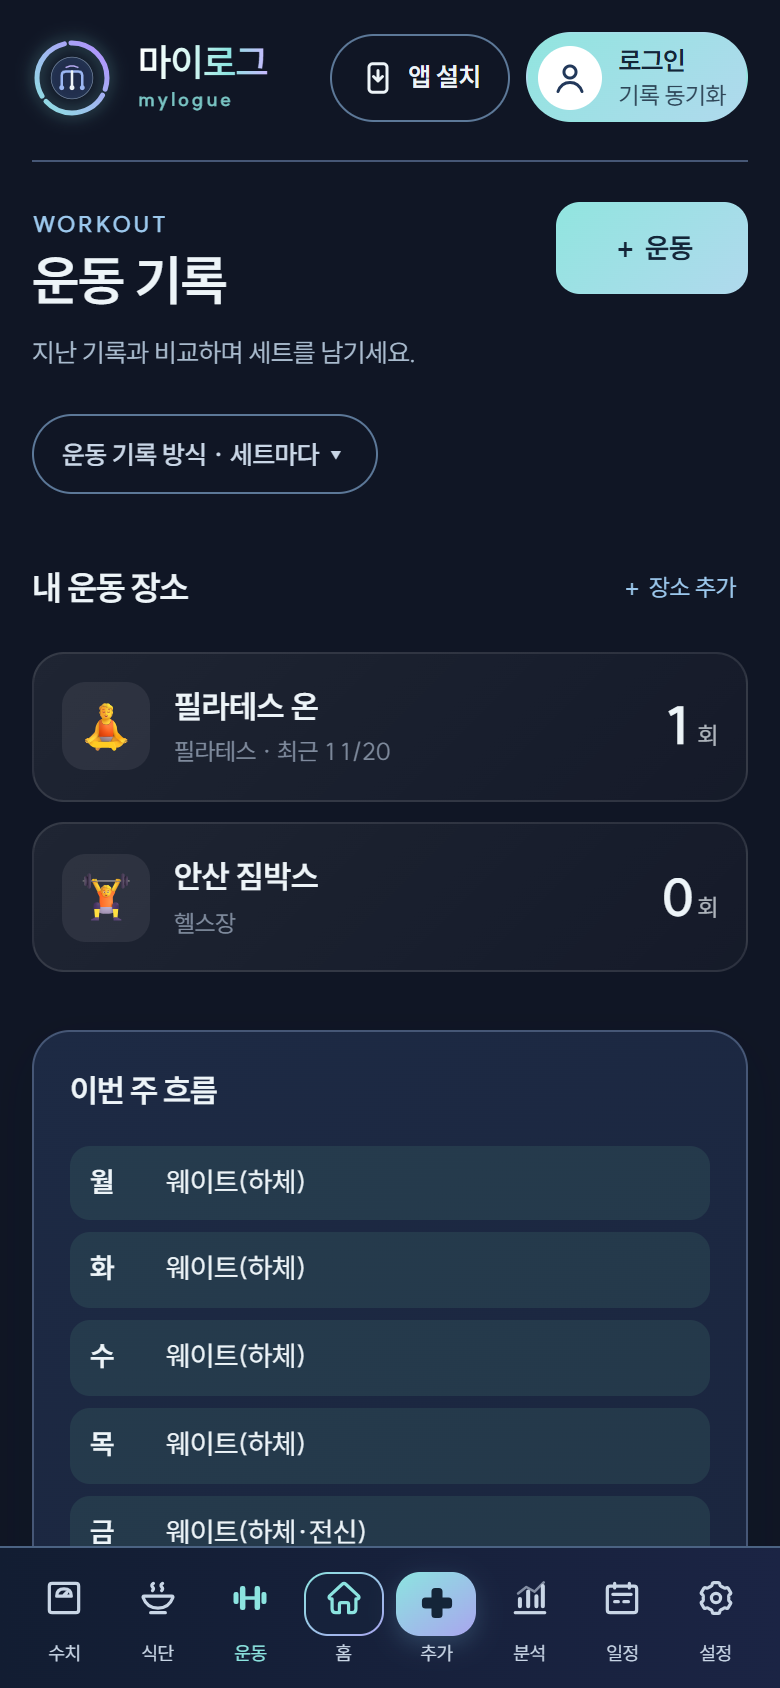 마이로그
mylogue
앱 설치
로그인
기록 동기화
WORKOUT
운동 기록
+ 운동
지난 기록과 비교하며 세트를 남기세요.
운동 기록 방식 · 세트마다 ▾
내 운동 장소
+ 장소 추가
필라테스 온
필라테스 · 최근 11/20
1 회
안산 짐박스
헬스장
0 회
이번 주 흐름
월 웨이트(하체)
화 웨이트(하체)
수 웨이트(하체)
목 웨이트(하체)
금 웨이트(하체·전신)
수치 식단 운동 홈 추가 분석 일정 설정